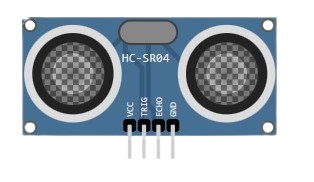 HC-SR04
VCC
TRIG
ECHO
GND